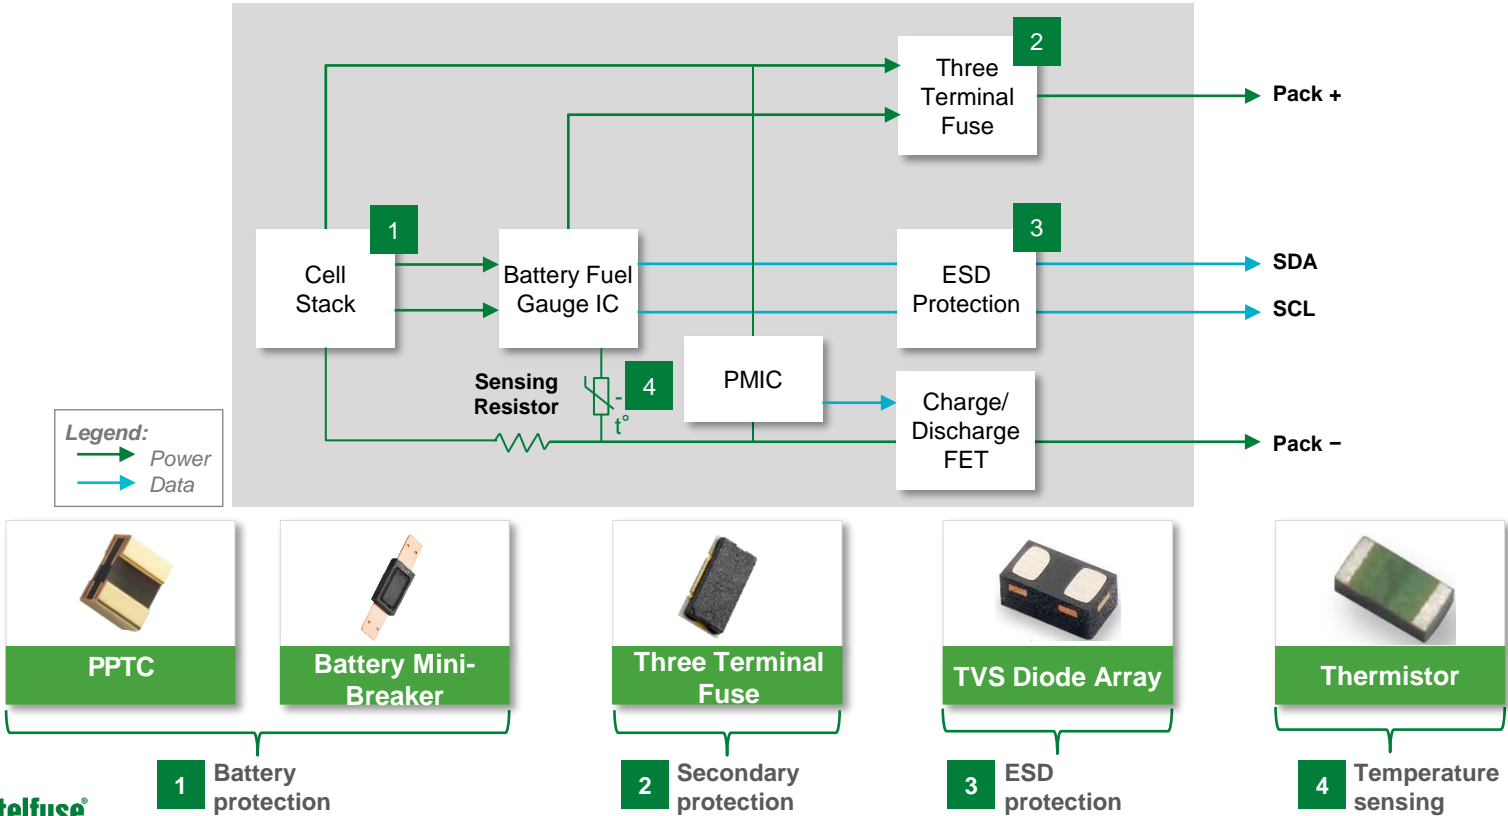 2
Three
Terminal
Fuse
Pack +
1
3
Cell
Stack
Battery Fuel
Gauge IC
ESD
Protection
SDA
SCL
Sensing
Resistor
4
-
t°
PMIC
Charge/
Discharge
FET
Pack −
Legend:
Power
Data
PPTC
Battery Mini-
Breaker
Three Terminal
Fuse
TVS Diode Array
Thermistor
1 Battery
protection
2 Secondary
protection
3 ESD
protection
4 Temperature
sensing
telfuse®